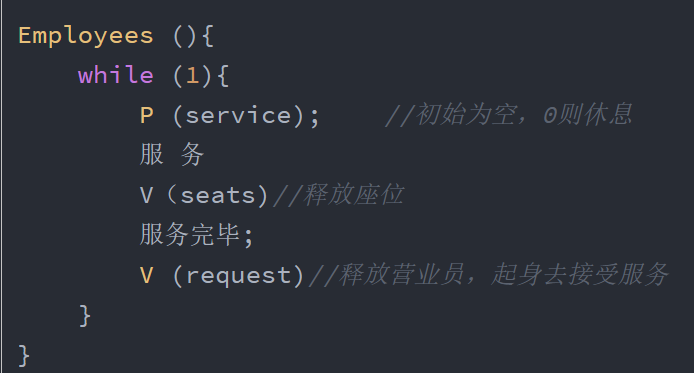 Employees (){
while (1){
P (service); //初始为空，0则休息
服 务
V（seats)//释放座位
服务完毕;
V (request)//释放营业员，起身去接受服务
}
}